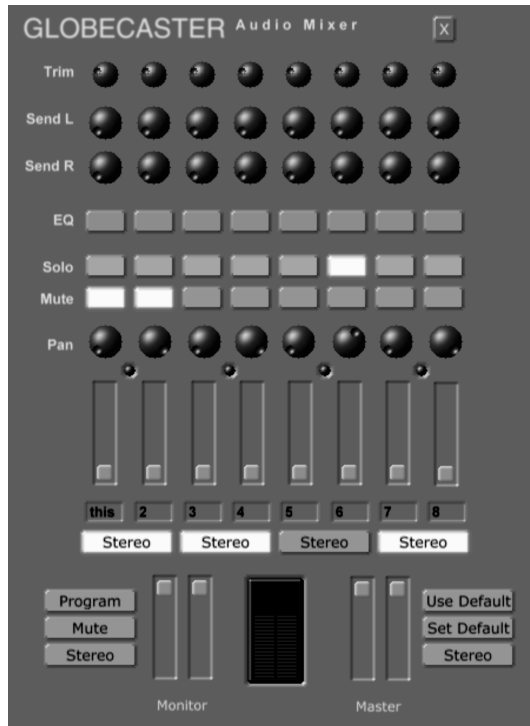 GLOBECASTER Audio Mixer X
Trim
Send L
Send R
EQ
Solo
Mute
Pan
this 2 3 4 5 6 7 8
Stereo Stereo Stereo Stereo
Program Use Default
Mute Set Default
Stereo Stereo
Monitor Master